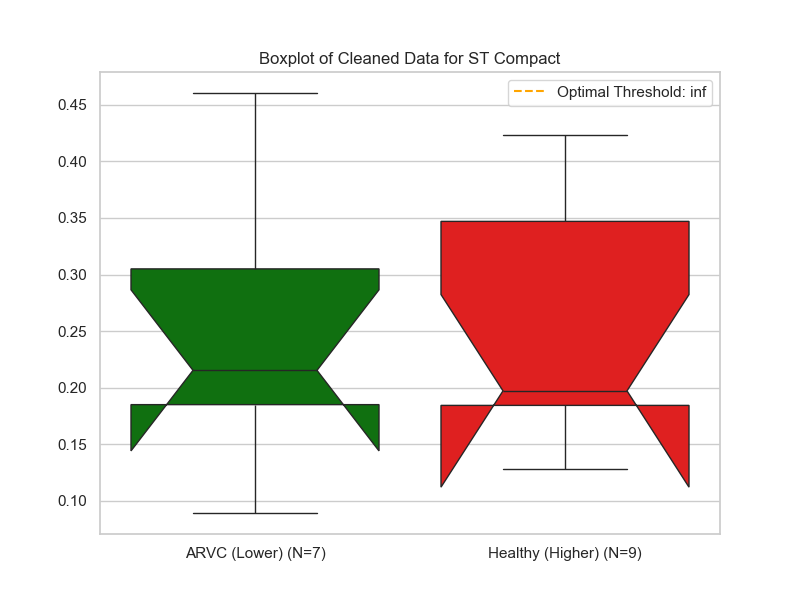 Boxplot of Cleaned Data for ST Compact
Optimal Threshold: inf
0.45
0.40
0.35
0.30
0.25
0.20
0.15
0.10
ARVC (Lower) (N=7)
Healthy (Higher) (N=9)